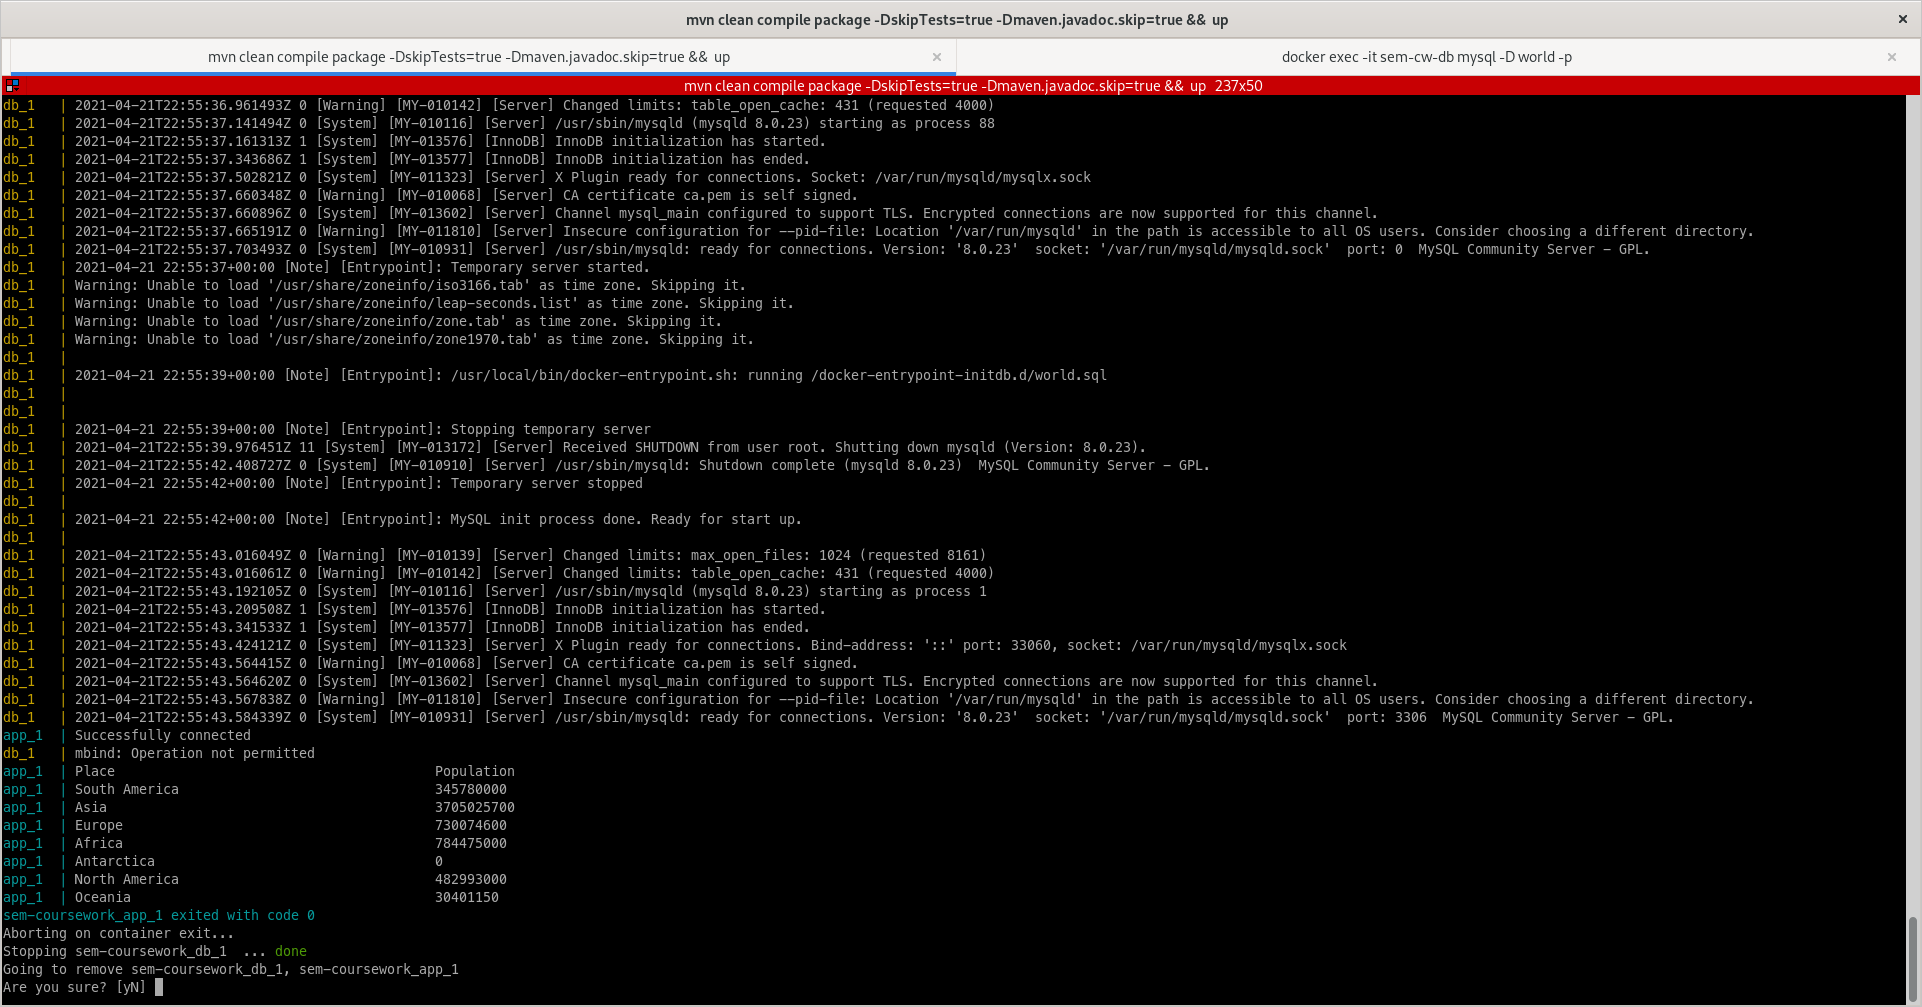 mvn clean compile package -DskipTests=true -Dmaven.javadoc.skip=true && up
mvn clean compile package -DskipTests=true -Dmaven.javadoc.skip=true && up
docker exec -it sem-cw-db mysql -D world -p
mvn clean compile package -DskipTests=true -Dmaven.javadoc.skip=true && up 237x50
db_1 | 2021-04-21T22:55:36.961493Z 0 [Warning] [MY-010142] [Server] Changed limits: table_open_cache: 431 (requested 4000)
db_1 | 2021-04-21T22:55:37.141494Z 0 [System] [MY-010116] [Server] /usr/sbin/mysqld (mysqld 8.0.23) starting as process 88
db_1 | 2021-04-21T22:55:37.161313Z 1 [System] [MY-013576] [InnoDB] InnoDB initialization has started.
db_1 | 2021-04-21T22:55:37.343686Z 1 [System] [MY-013577] [InnoDB] InnoDB initialization has ended.
db_1 | 2021-04-21T22:55:37.502821Z 0 [System] [MY-011323] [Server] X Plugin ready for connections. Socket: /var/run/mysqld/mysqlx.sock
db_1 | 2021-04-21T22:55:37.660348Z 0 [Warning] [MY-010068] [Server] CA certificate ca.pem is self signed.
db_1 | 2021-04-21T22:55:37.660896Z 0 [System] [MY-013602] [Server] Channel mysql_main configured to support TLS. Encrypted connections are now supported for this channel.
db_1 | 2021-04-21T22:55:37.665191Z 0 [Warning] [MY-011810] [Server] Insecure configuration for --pid-file: Location '/var/run/mysqld' in the path is accessible to all OS users. Consider choosing a different directory.
db_1 | 2021-04-21T22:55:37.703493Z 0 [System] [MY-010931] [Server] /usr/sbin/mysqld: ready for connections. Version: '8.0.23' socket: '/var/run/mysqld/mysqld.sock' port: 0 MySQL Community Server - GPL.
db_1 | 2021-04-21 22:55:37+00:00 [Note] [Entrypoint]: Temporary server started.
db_1 | Warning: Unable to load '/usr/share/zoneinfo/iso3166.tab' as time zone. Skipping it.
db_1 | Warning: Unable to load '/usr/share/zoneinfo/leap-seconds.list' as time zone. Skipping it.
db_1 | Warning: Unable to load '/usr/share/zoneinfo/zone.tab' as time zone. Skipping it.
db_1 | Warning: Unable to load '/usr/share/zoneinfo/zone1970.tab' as time zone. Skipping it.
db_1 |
db_1 | 2021-04-21 22:55:39+00:00 [Note] [Entrypoint]: /usr/local/bin/docker-entrypoint.sh: running /docker-entrypoint-initdb.d/world.sql
db_1 |
db_1 |
db_1 | 2021-04-21 22:55:39+00:00 [Note] [Entrypoint]: Stopping temporary server
db_1 | 2021-04-21T22:55:39.976451Z 11 [System] [MY-013172] [Server] Received SHUTDOWN from user root. Shutting down mysqld (Version: 8.0.23).
db_1 | 2021-04-21T22:55:42.408727Z 0 [System] [MY-010910] [Server] /usr/sbin/mysqld: Shutdown complete (mysqld 8.0.23) MySQL Community Server - GPL.
db_1 | 2021-04-21 22:55:42+00:00 [Note] [Entrypoint]: Temporary server stopped
db_1 |
db_1 | 2021-04-21 22:55:42+00:00 [Note] [Entrypoint]: MySQL init process done. Ready for start up.
db_1 |
db_1 | 2021-04-21T22:55:43.016049Z 0 [Warning] [MY-010139] [Server] Changed limits: max_open_files: 1024 (requested 8161)
db_1 | 2021-04-21T22:55:43.016061Z 0 [Warning] [MY-010142] [Server] Changed limits: table_open_cache: 431 (requested 4000)
db_1 | 2021-04-21T22:55:43.192105Z 0 [System] [MY-010116] [Server] /usr/sbin/mysqld (mysqld 8.0.23) starting as process 1
db_1 | 2021-04-21T22:55:43.209508Z 1 [System] [MY-013576] [InnoDB] InnoDB initialization has started.
db_1 | 2021-04-21T22:55:43.341533Z 1 [System] [MY-013577] [InnoDB] InnoDB initialization has ended.
db_1 | 2021-04-21T22:55:43.424121Z 0 [System] [MY-011323] [Server] X Plugin ready for connections. Bind-address: '::' port: 33060, socket: /var/run/mysqld/mysqlx.sock
db_1 | 2021-04-21T22:55:43.564415Z 0 [Warning] [MY-010068] [Server] CA certificate ca.pem is self signed.
db_1 | 2021-04-21T22:55:43.564620Z 0 [System] [MY-013602] [Server] Channel mysql_main configured to support TLS. Encrypted connections are now supported for this channel.
db_1 | 2021-04-21T22:55:43.567838Z 0 [Warning] [MY-011810] [Server] Insecure configuration for --pid-file: Location '/var/run/mysqld' in the path is accessible to all OS users. Consider choosing a different directory.
db_1 | 2021-04-21T22:55:43.584339Z 0 [System] [MY-010931] [Server] /usr/sbin/mysqld: ready for connections. Version: '8.0.23' socket: '/var/run/mysqld/mysqld.sock' port: 3306 MySQL Community Server - GPL.
app_1 | Successfully connected
db_1 | mbind: Operation not permitted
app_1 | Place Population
app_1 | South America 345780000
app_1 | Asia 3705025700
app_1 | Europe 730074600
app_1 | Africa 784475000
app_1 | Antarctica 0
app_1 | North America 482993000
app_1 | Oceania 30401150
sem-coursework_app_1 exited with code 0
Aborting on container exit...
Stopping sem-coursework_db_1 ... done
Going to remove sem-coursework_db_1, sem-coursework_app_1
Are you sure? [yN]